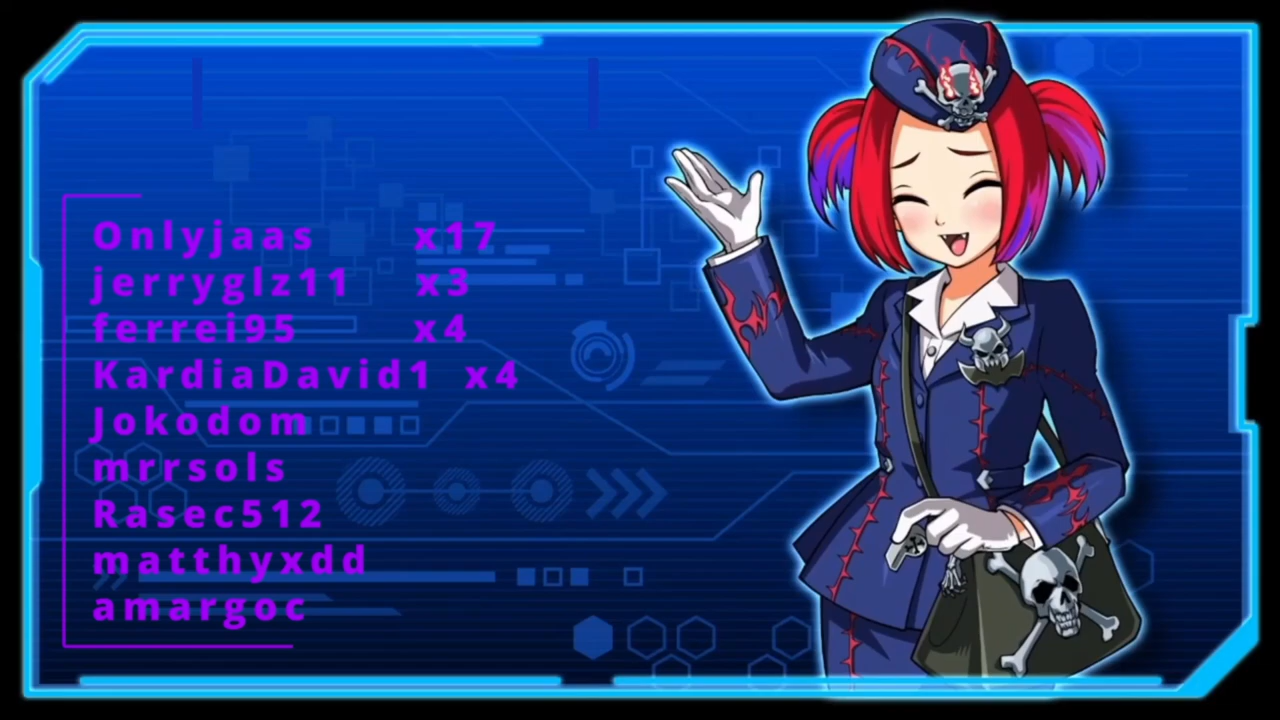 Onlyjaas x17
jerryglz11 x3
ferrei95 x4
KardiaDavid1 x4
Jokodom
mrrsols
Rasec512
matthyxdd
amargoc